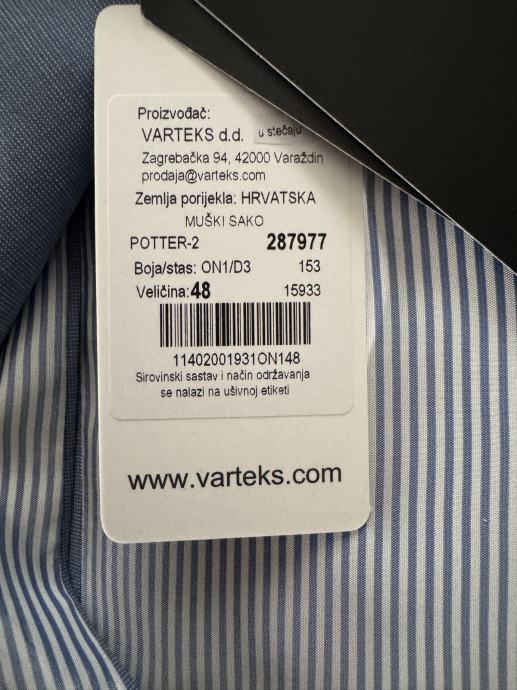 Proizvođač:
VARTEKS d.d. u stečaju
Zagrebačka 94, 42000 Varaždin
prodaja@varteks.com
Zemlja porijekla: HRVATSKA
MUŠKI SAKO
POTTER-2 287977
Boja/stas: ON1/D3 153
Veličina:48 15933
11402001931ON148
Sirovinski sastav i način održavanja
se nalazi na ušivnoj etiketi
www.varteks.com